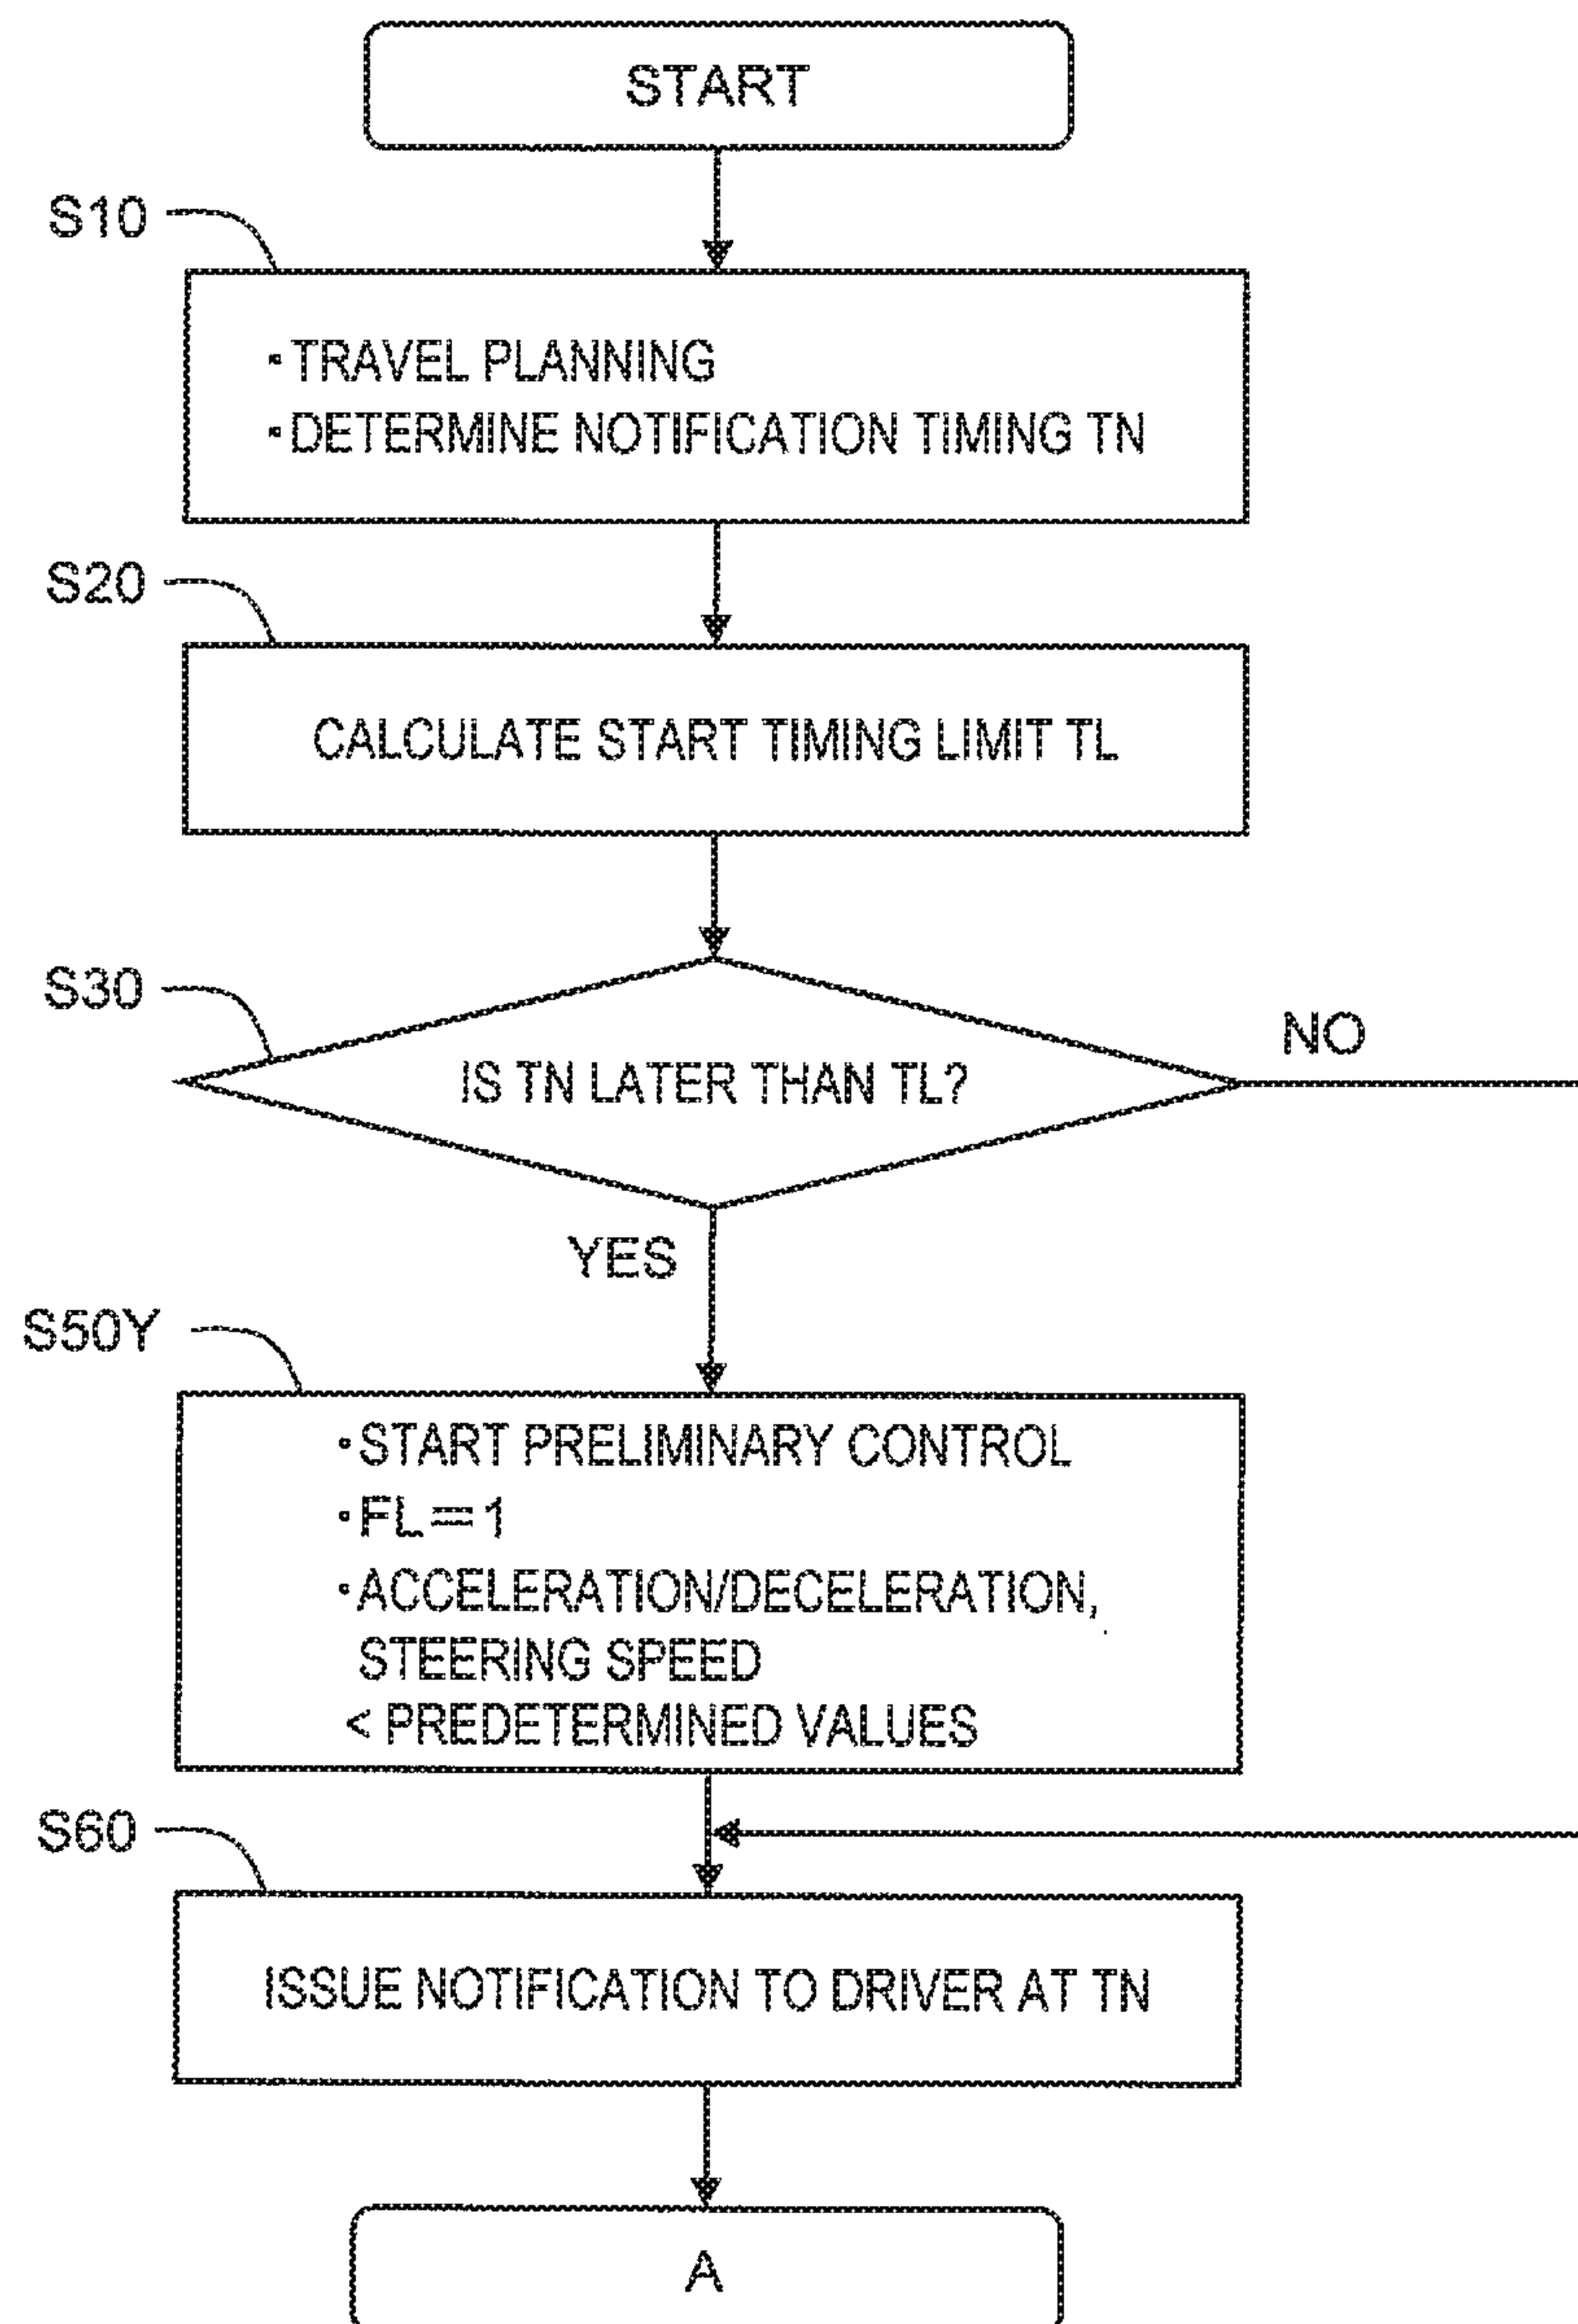 START
S10
・TRAVEL PLANNING
・DETERMINE NOTIFICATION TIMING TN
S20
CALCULATE START TIMING LIMIT TL
S30
IS TN LATER THAN TL?
NO
YES
S50Y
・START PRELIMINARY CONTROL
・FL=1
・ACCELERATION/DECELERATION,
STEERING SPEED
< PREDETERMINED VALUES
S60
ISSUE NOTIFICATION TO DRIVER AT TN
A